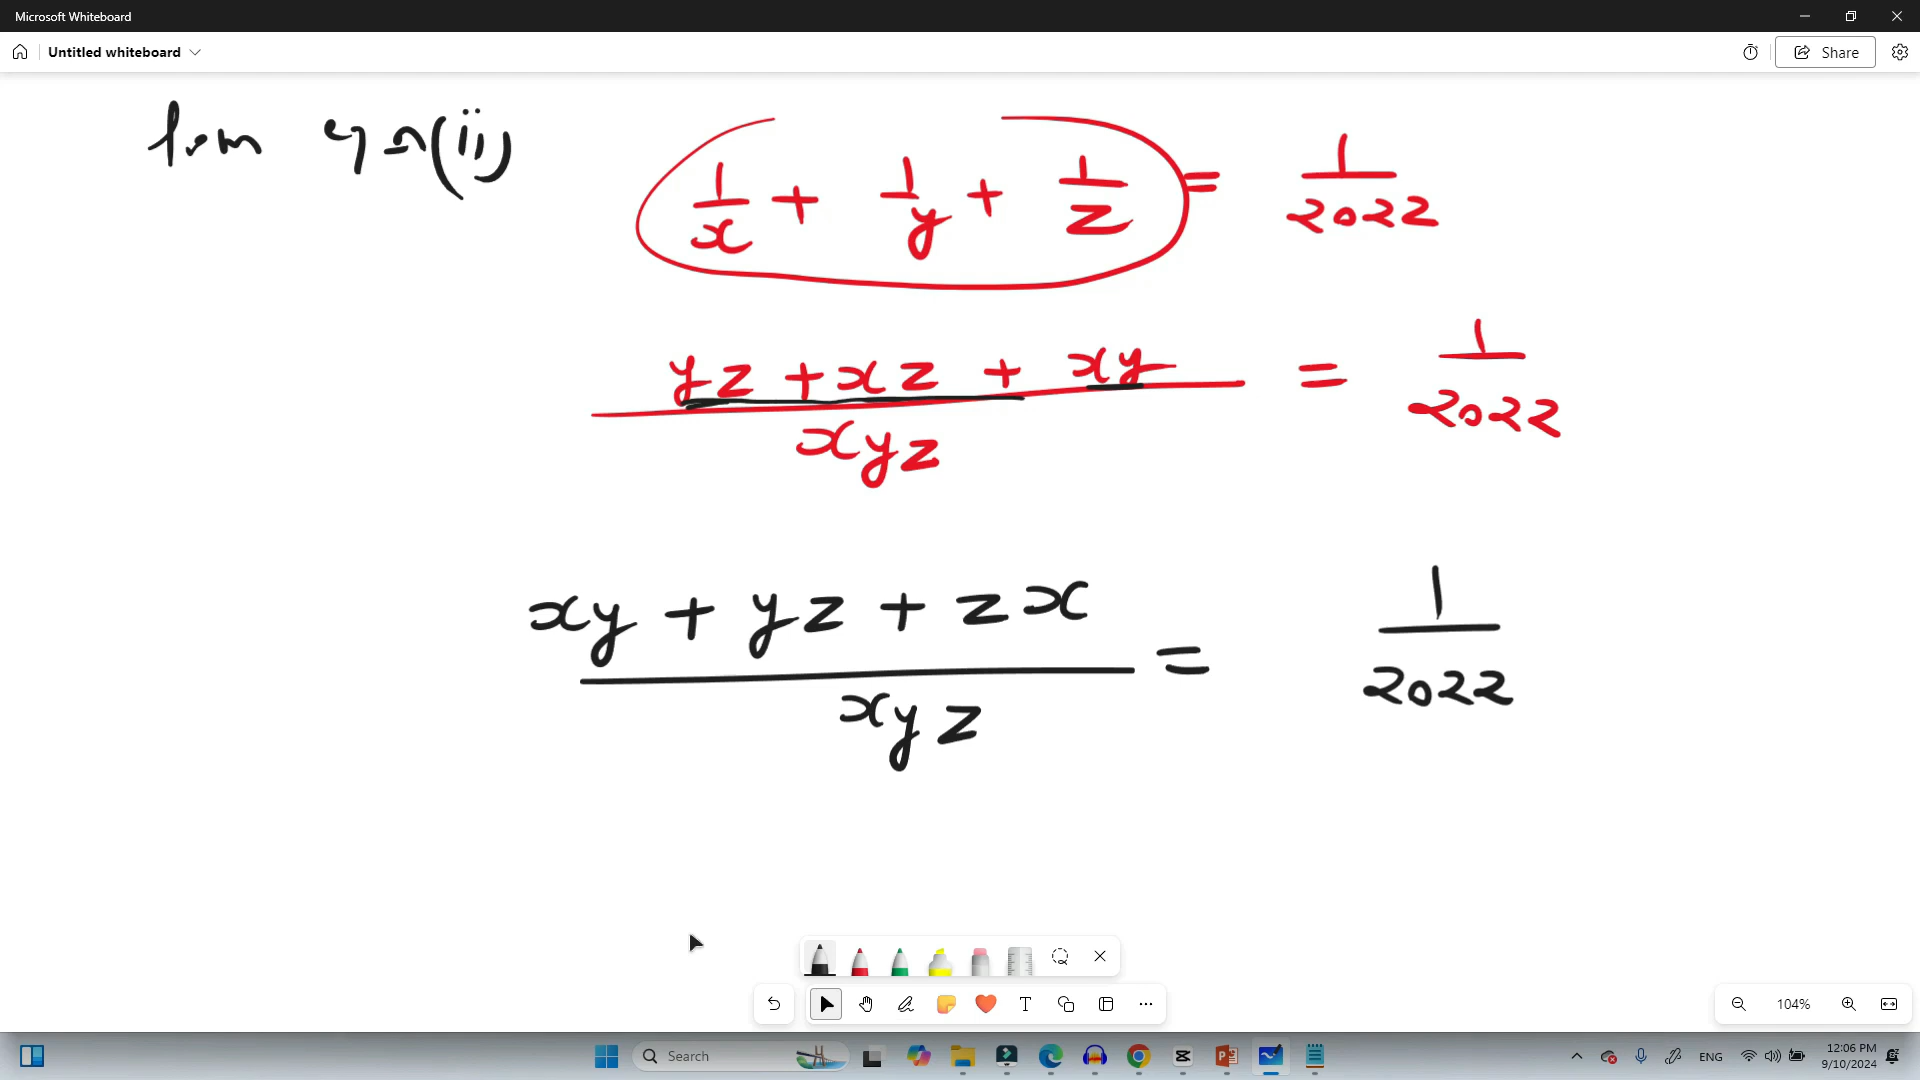 Microsoft Whiteboard
Untitled whiteboard
Share
from eqn(ii)
1/x + 1/y + 1/z = 1/2022
yz + xz + xy / xyz = 1/2022
xy + yz + zx / xyz = 1/2022
104%
Search
ENG
12:06 PM
9/10/2024